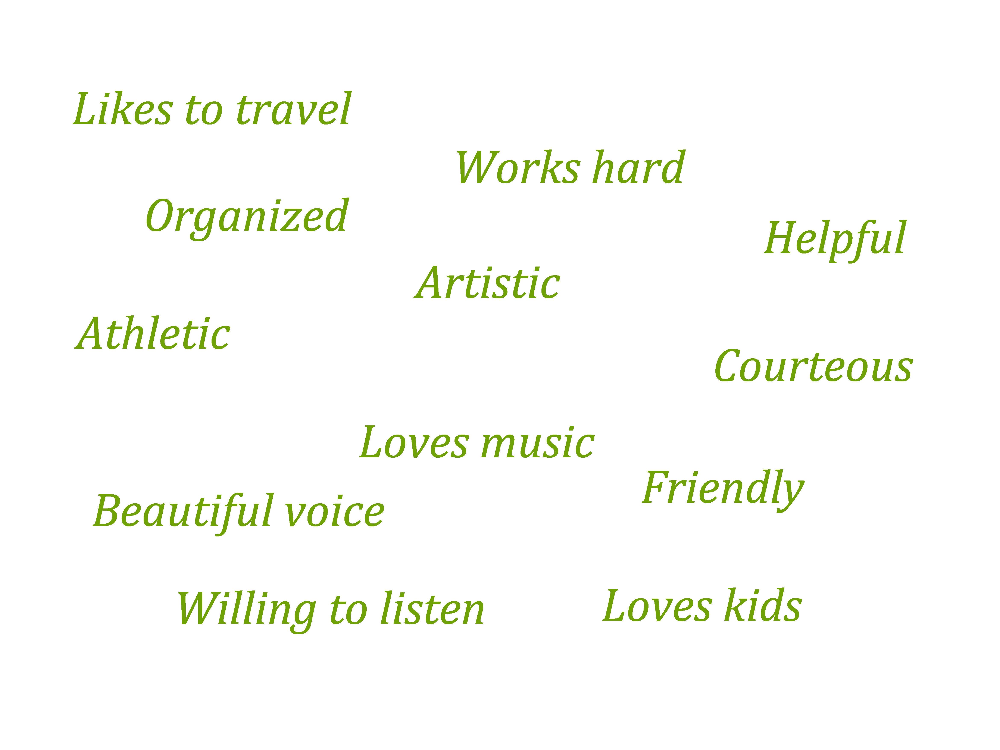 Likes to travel
Works hard
Organized
Helpful
Artistic
Athletic
Courteous
Loves music
Friendly
Beautiful voice
Willing to listen
Loves kids